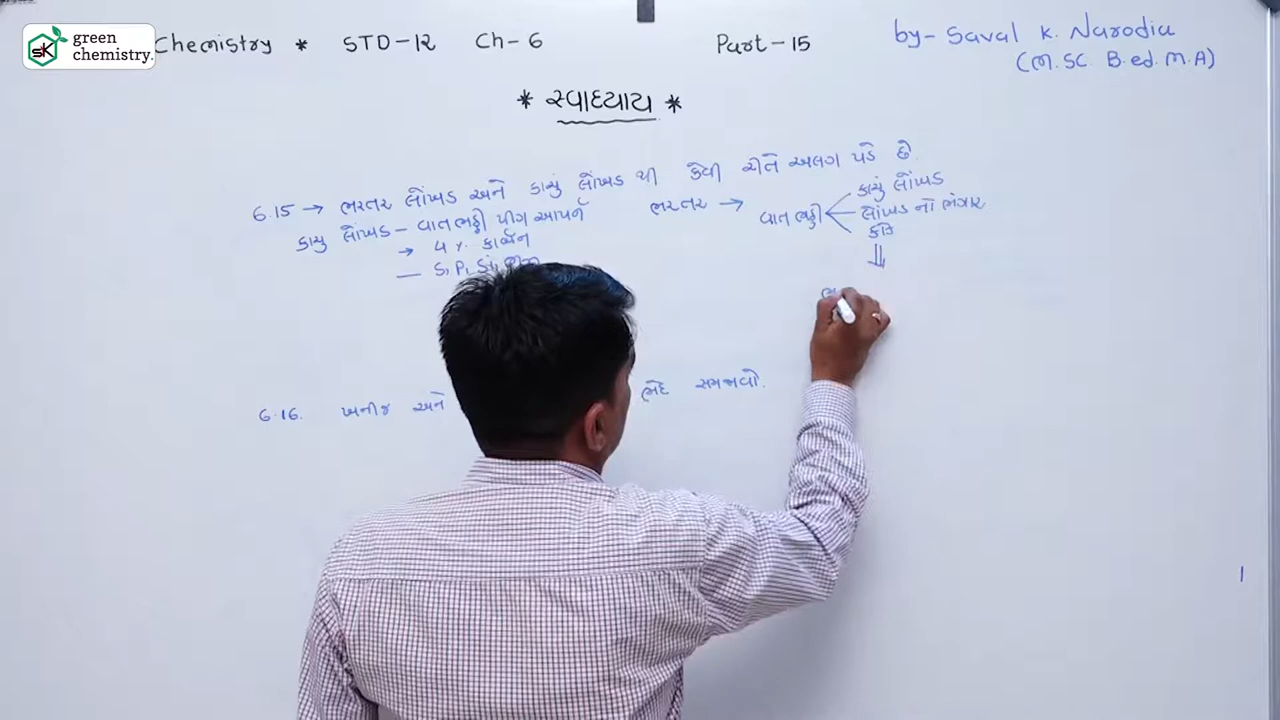 green
chemistry.
Chemistry * STD-12 Ch-6 Part-15 by- Saval K. Narodia
(M.SC. B.ed. M.A)
* સ્વાધ્યાય *
6.15 → ભરતર લોખંડ અને કાચું લોખંડ થી કેવી રીતે અલગ પડે છે.
કાચુ લોખંડ - વાતભઠ્ઠી પીગ આયર્ન
→ 4 % કાર્બન
— S, P, Si,
ભરતર → વાતભઠ્ઠી
કાચું લોખંડ
લોખંડ નો ભંગાર
કોક
6.16. ખનીજ અને ભેદ સમજાવો.